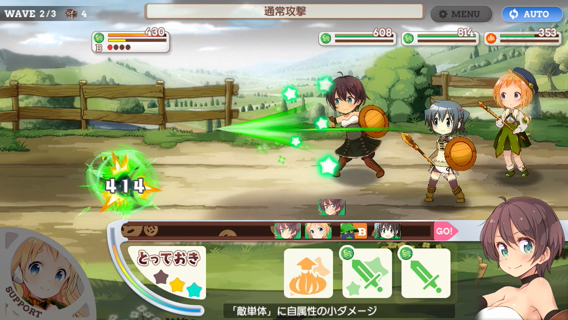 WAVE 2/3 4
通常攻撃
MENU
AUTO
430
B
608
814
353
414
B
GO!
とっておき
SUPPORT
「敵単体」に自属性の小ダメージ